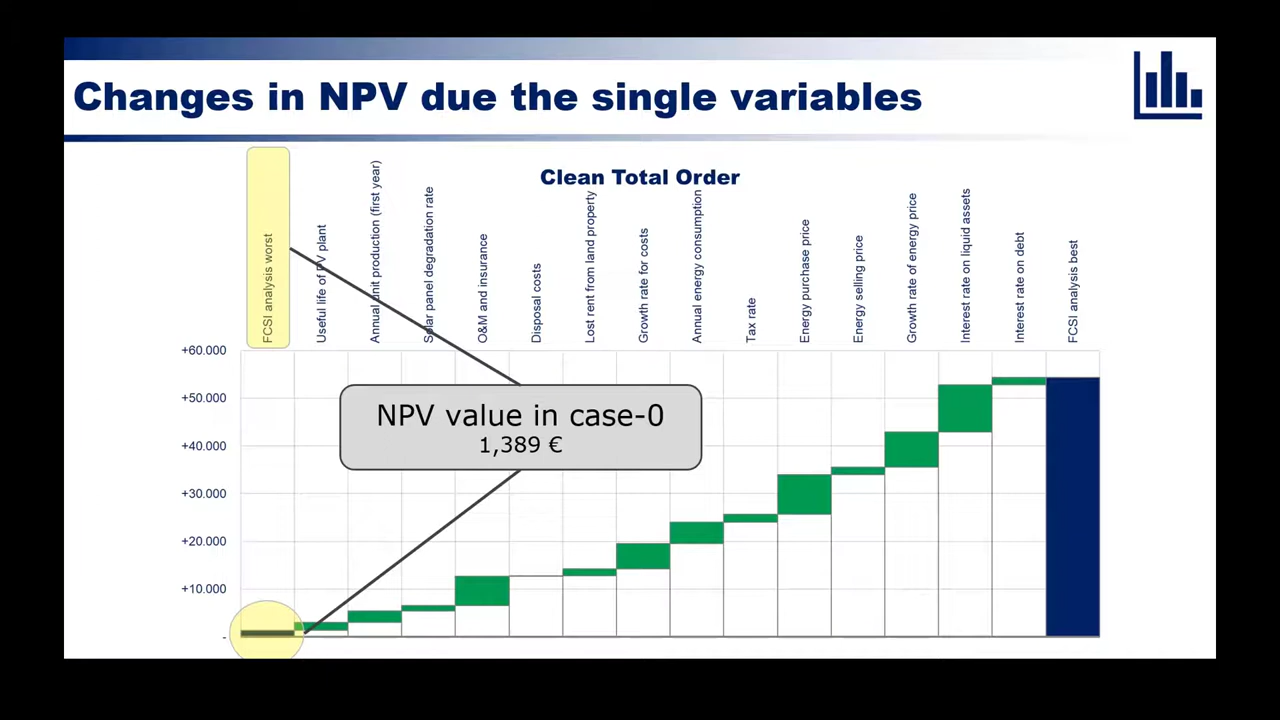 Changes in NPV due the single variables
Clean Total Order
FCSI analysis worst
Useful life of PV plant
Annual unit production (first year)
Solar panel degradation rate
O&M and insurance
Disposal costs
Lost rent from land property
Growth rate for costs
Annual energy consumption
Tax rate
Energy purchase price
Energy selling price
Growth rate of energy price
Interest rate on liquid assets
Interest rate on debt
FCSI analysis best
+60.000
+50.000
+40.000
+30.000
+20.000
+10.000
-
NPV value in case-0
1,389 €